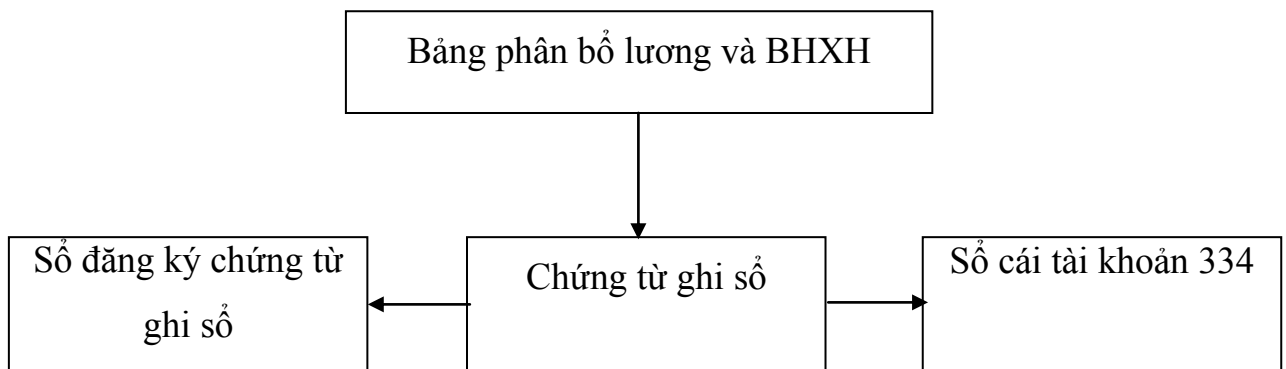 Bảng phân bổ lương và BHXH
Sổ đăng ký chứng từ
ghi sổ
Chứng từ ghi sổ
Sổ cái tài khoản 334